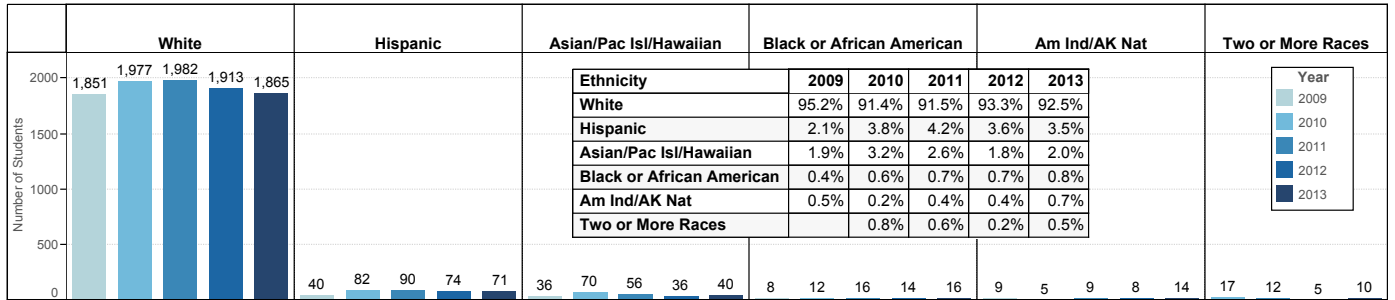 White Hispanic Asian/Pac Isl/Hawaiian Black or African American Am Ind/AK Nat Two or More Races
Number of Students
2000
1500
1000
500
0
1,851 1,977 1,982 1,913 1,865
40 82 90 74 71
36 70 56 36 40
8 12 16 14 16
9 5 9 8 14
17 12 5 10
Ethnicity 2009 2010 2011 2012 2013
White 95.2% 91.4% 91.5% 93.3% 92.5%
Hispanic 2.1% 3.8% 4.2% 3.6% 3.5%
Asian/Pac Isl/Hawaiian 1.9% 3.2% 2.6% 1.8% 2.0%
Black or African American 0.4% 0.6% 0.7% 0.7% 0.8%
Am Ind/AK Nat 0.5% 0.2% 0.4% 0.4% 0.7%
Two or More Races 0.8% 0.6% 0.2% 0.5%
Year
2009
2010
2011
2012
2013